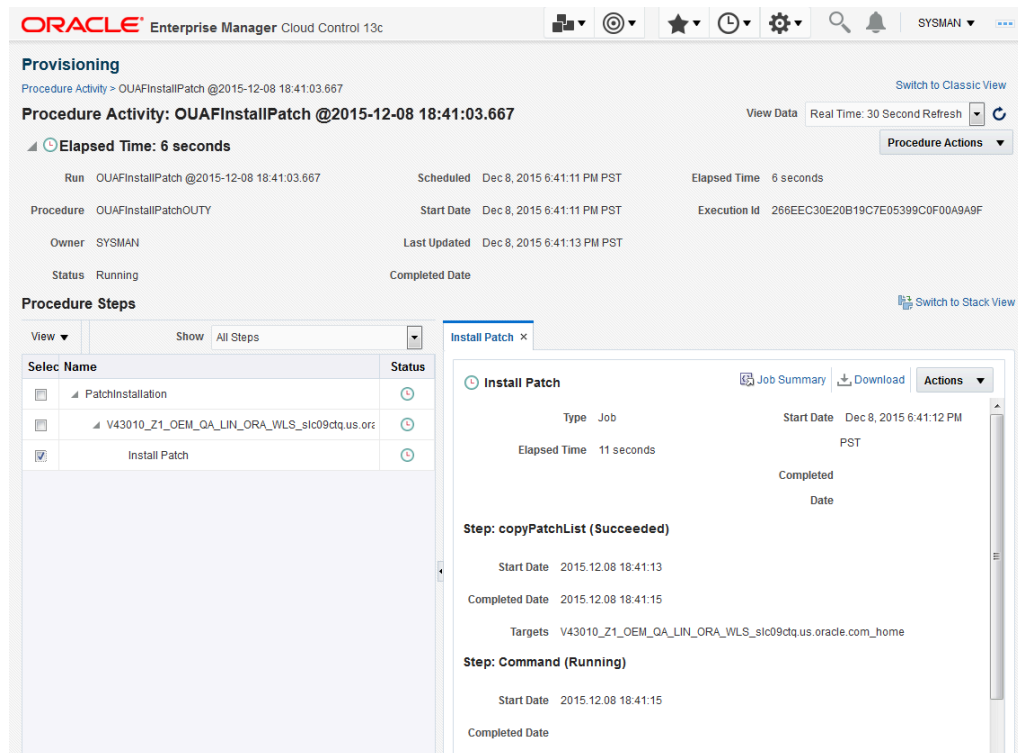 ORACLE Enterprise Manager Cloud Control 13c
SYSMAN
Provisioning
Procedure Activity > OUAFInstallPatch @2015-12-08 18:41:03.667
Switch to Classic View
Procedure Activity: OUAFInstallPatch @2015-12-08 18:41:03.667
View Data Real Time: 30 Second Refresh
Elapsed Time: 6 seconds
Procedure Actions
Run OUAFInstallPatch @2015-12-08 18:41:03.667
Scheduled Dec 8, 2015 6:41:11 PM PST
Elapsed Time 6 seconds
Procedure OUAFInstallPatchOUTY
Start Date Dec 8, 2015 6:41:11 PM PST
Execution Id 266EEC30E20B19C7E05399C0F00A9A9F
Owner SYSMAN
Last Updated Dec 8, 2015 6:41:13 PM PST
Status Running
Completed Date
Procedure Steps
Switch to Stack View
View
Show All Steps
Selec Name Status
PatchInstallation
V43010_Z1_OEM_QA_LIN_ORA_WLS_slc09ctq.us.ora
Install Patch
Install Patch ×
Install Patch
Job Summary
Download
Actions
Type Job
Start Date Dec 8, 2015 6:41:12 PM
PST
Elapsed Time 11 seconds
Completed
Date
Step: copyPatchList (Succeeded)
Start Date 2015.12.08 18:41:13
Completed Date 2015.12.08 18:41:15
Targets V43010_Z1_OEM_QA_LIN_ORA_WLS_slc09ctq.us.oracle.com_home
Step: Command (Running)
Start Date 2015.12.08 18:41:15
Completed Date